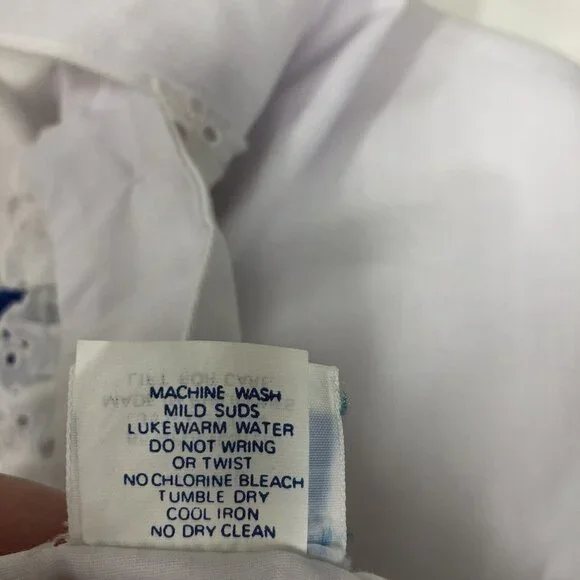 MACHINE WASH
MILD SUDS
LUKEWARM WATER
DO NOT WRING
OR TWIST
NO CHLORINE BLEACH
TUMBLE DRY
COOL IRON
NO DRY CLEAN